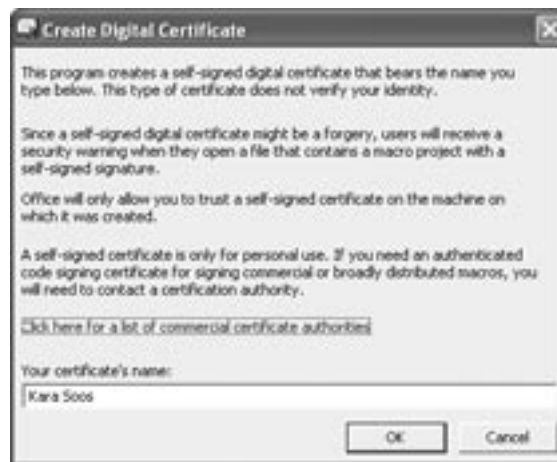 Create Digital Certificate
This program creates a self-signed digital certificate that bears the name you
type below. This type of certificate does not verify your identity.
Since a self-signed digital certificate might be a forgery, users will receive a
security warning when they open a file that contains a macro project with a
self-signed signature.
Office will only allow you to trust a self-signed certificate on the machine on
which it was created.
A self-signed certificate is only for personal use. If you need an authenticated
code signing certificate for signing commercial or broadly distributed macros, you
will need to contact a certification authority.
Click here for a list of commercial certificate authorities
Your certificate's name:
Kara Soos
OK Cancel